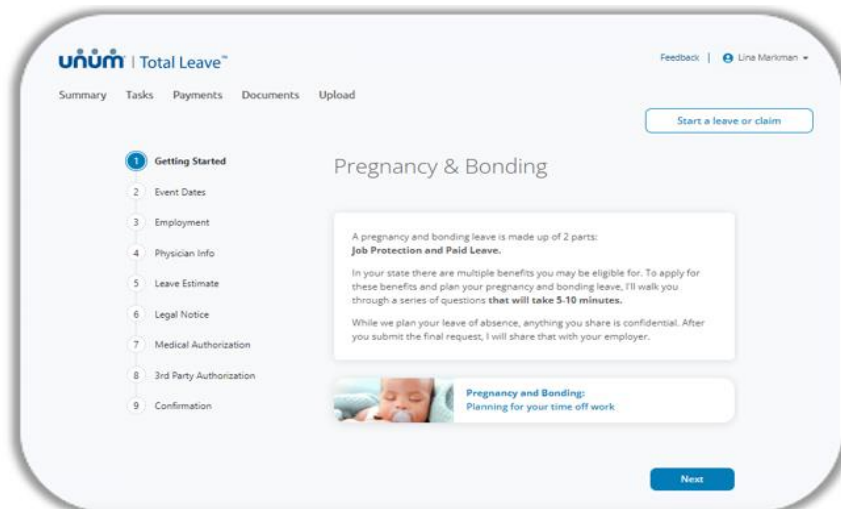 unum | Total Leave™
Feedback | Lina Markman
Summary Tasks Payments Documents Upload
Start a leave or claim
1 Getting Started
2 Event Dates
3 Employment
4 Physician Info
5 Leave Estimate
6 Legal Notice
7 Medical Authorization
8 3rd Party Authorization
9 Confirmation
Pregnancy & Bonding
A pregnancy and bonding leave is made up of 2 parts:
Job Protection and Paid Leave.
In your state there are multiple benefits you may be eligible for. To apply for
these benefits and plan your pregnancy and bonding leave, I'll walk you
through a series of questions that will take 5-10 minutes.
While we plan your leave of absence, anything you share is confidential. After
you submit the final request, I will share that with your employer.
Pregnancy and Bonding:
Planning for your time off work
Next